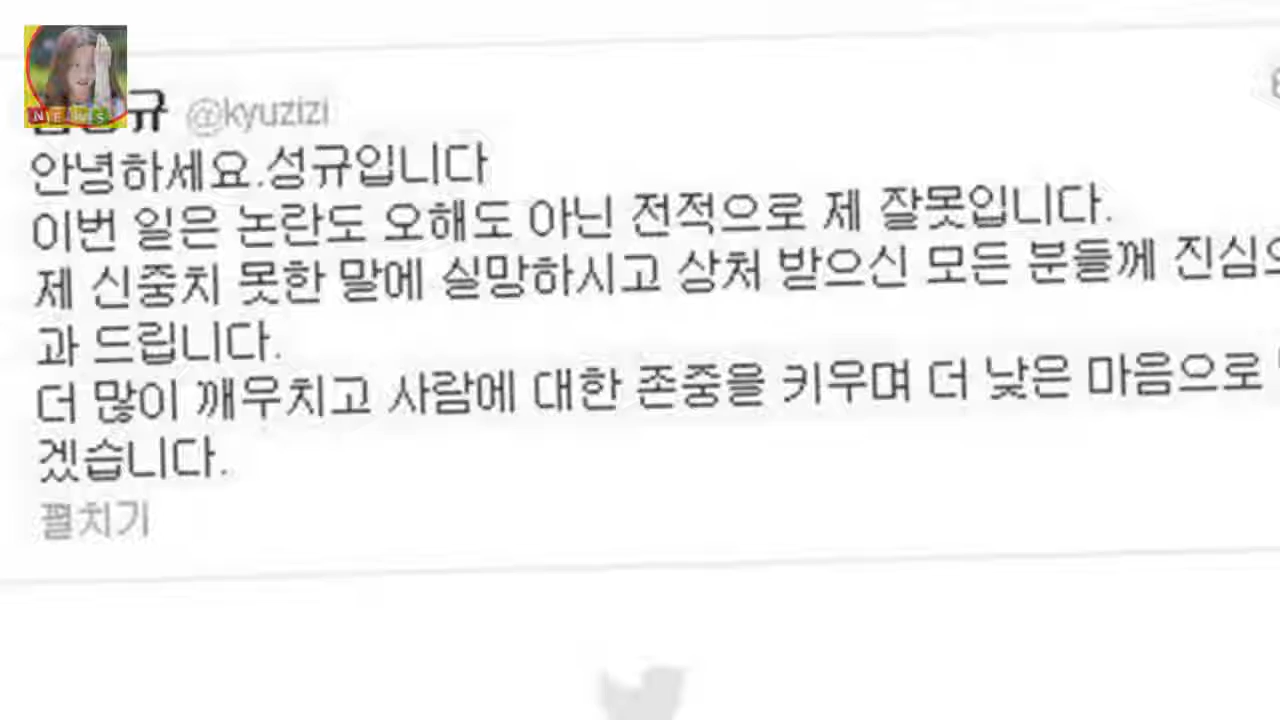 NEWS
규 @kyuzizi
안녕하세요.성규입니다
이번 일은 논란도 오해도 아닌 전적으로 제 잘못입니다.
제 신중치 못한 말에 실망하시고 상처 받으신 모든 분들께 진심으
과 드립니다.
더 많이 깨우치고 사람에 대한 존중을 키우며 더 낮은 마음으로
겠습니다.
펼치기